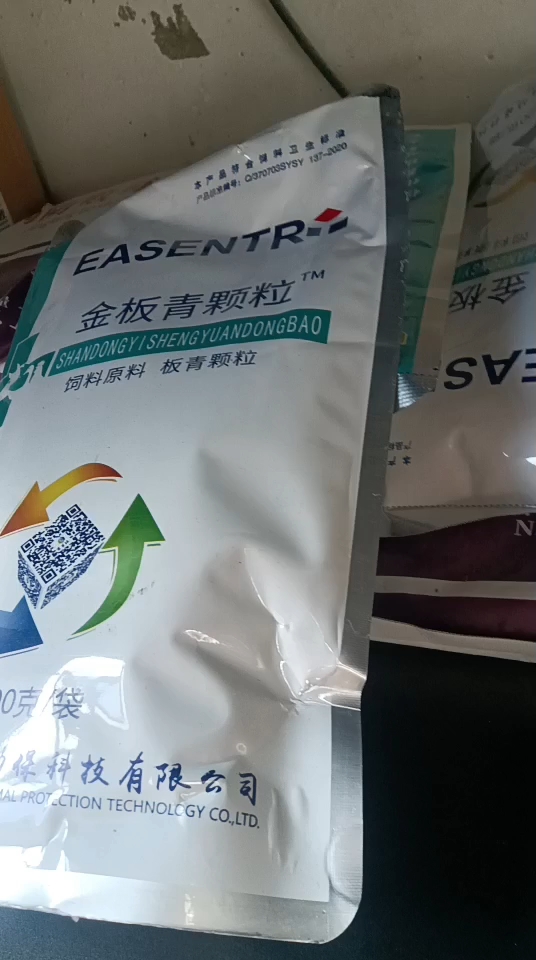 本产品符合饲料卫生标准
产品标准编号：Q/370703SYSY 137-2020
EASENTR
金板青颗粒™
SHANDONGYISHENGYUANDONGBAO
饲料原料 板青颗粒
0克/袋
保科技有限公司
MAL PROTECTION TECHNOLOGY CO.,LTD.
金板
EAS
N